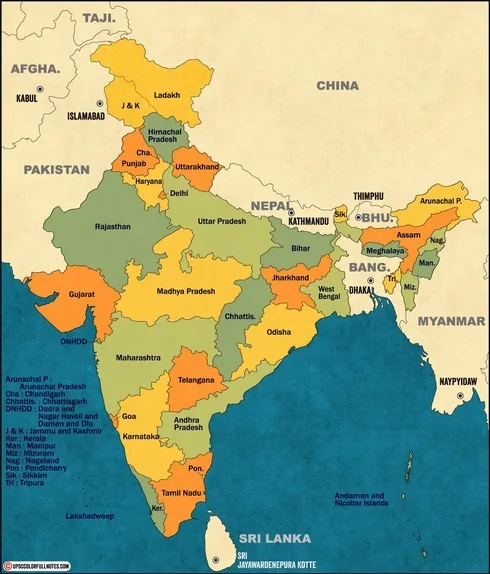 TAJI.
AFGHA.
KABUL
ISLAMABAD
CHINA
PAKISTAN
Ladakh
J & K
Himachal
Pradesh
Cha.
Punjab
Uttarakhand
Haryana
Delhi
Rajasthan
Uttar Pradesh
NEPAL
KATHMANDU
Sik.
THIMPHU
BHU.
Arunachal P.
Assam
Nag.
Meghalaya
Man.
Bihar
Jharkhand
West
Bengal
BANG.
DHAKA
Tri.
Miz.
MYANMAR
NAYPYIDAW
Gujarat
Madhya Pradesh
Chhattis.
Odisha
DNHDD
Maharashtra
Telangana
Goa
Karnataka
Andhra
Pradesh
Pon.
Tamil Nadu
Ker.
Lakshadweep
Andaman and
Nicobar Islands
SRI LANKA
SRI
JAYAWARDENEPURA KOTTE
Arunachal P :
Arunachal Pradesh
Cha : Chandigarh
Chhattis. : Chhattisgarh
DNHDD : Dadra and
Nagar Haveli and
Daman and Diu
J & K : Jammu and Kashmir
Ker : Kerala
Man : Manipur
Miz : Mizoram
Nag : Nagaland
Pon : Pondicherry
Sik : Sikkim
Tri : Tripura
© UPSCCOLORFULLNOTES.COM